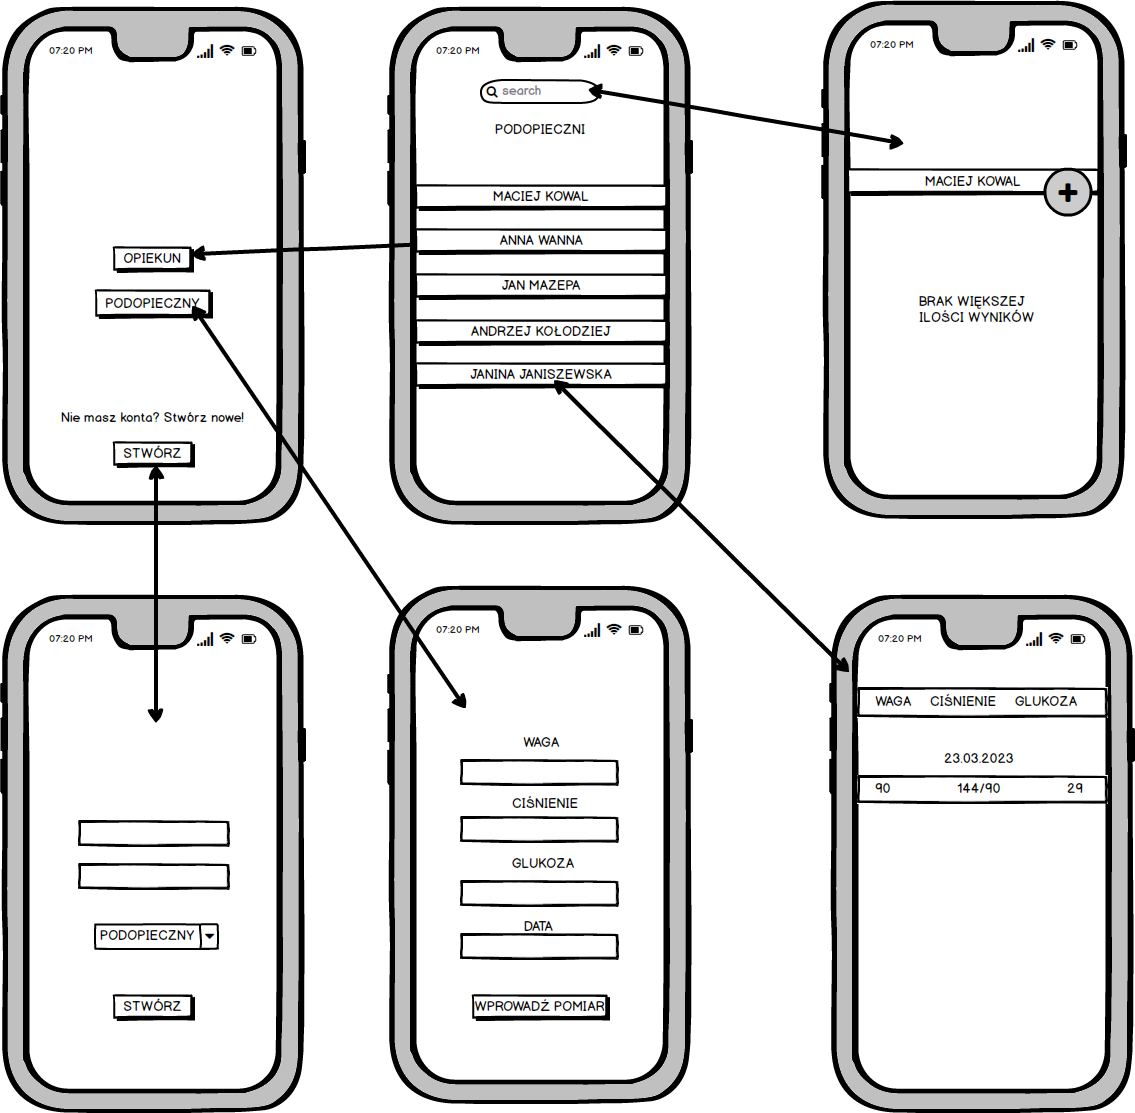 07:20 PM
OPIEKUN
PODOPIECZNY
Nie masz konta? Stwórz nowe!
STWÓRZ
07:20 PM
search
PODOPIECZNI
MACIEJ KOWAL
ANNA WANNA
JAN MAZEPA
ANDRZEJ KOŁODZIEJ
JANINA JANISZEWSKA
07:20 PM
MACIEJ KOWAL
BRAK WIĘKSZEJ
ILOŚCI WYNIKÓW
07:20 PM
PODOPIECZNY
STWÓRZ
07:20 PM
WAGA
CIŚNIENIE
GLUKOZA
DATA
WPROWADŹ POMIAR
07:20 PM
WAGA CIŚNIENIE GLUKOZA
23.03.2023
90 144/90 29